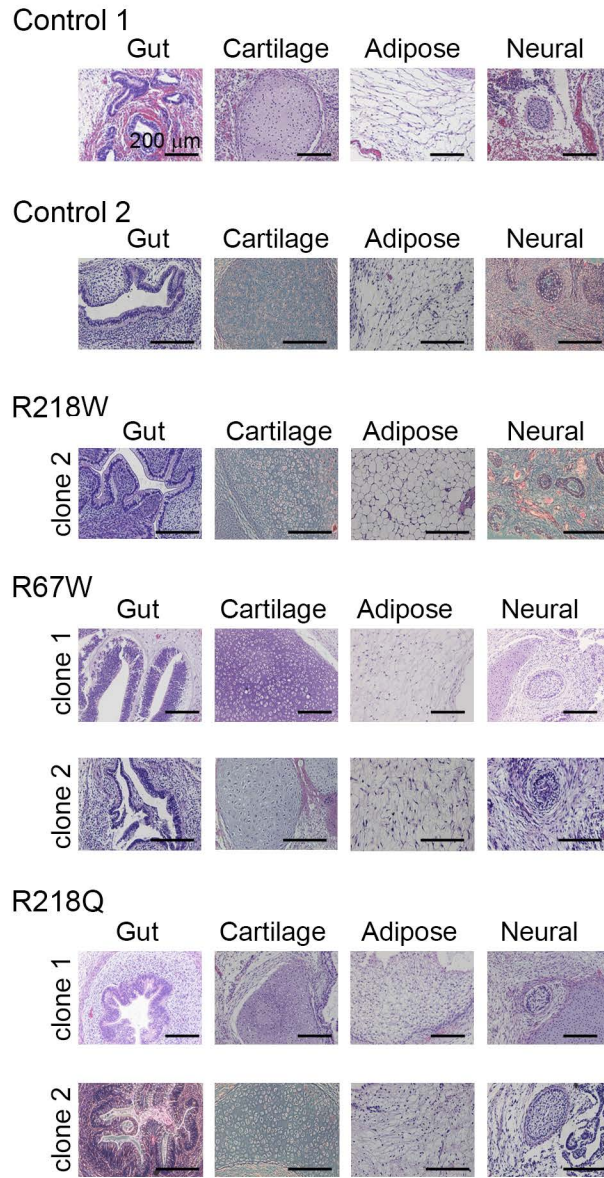 Control 1
Gut Cartilage Adipose Neural
200 μm
Control 2
Gut Cartilage Adipose Neural
R218W
Gut Cartilage Adipose Neural
clone 2
R67W
Gut Cartilage Adipose Neural
clone 1
clone 2
R218Q
Gut Cartilage Adipose Neural
clone 1
clone 2